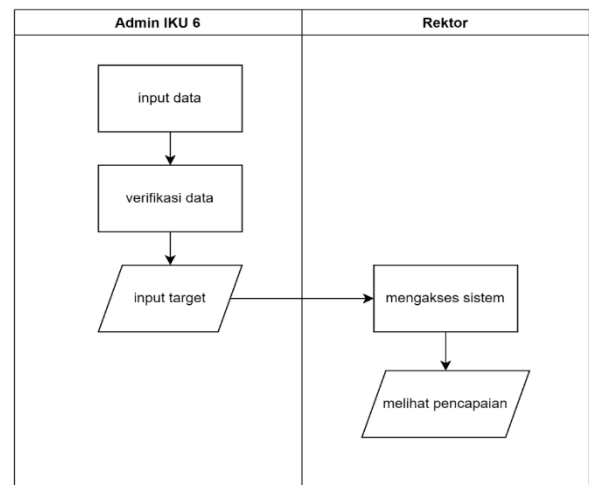 Admin IKU 6
Rektor
input data
verifikasi data
input target
mengakses sistem
melihat pencapaian